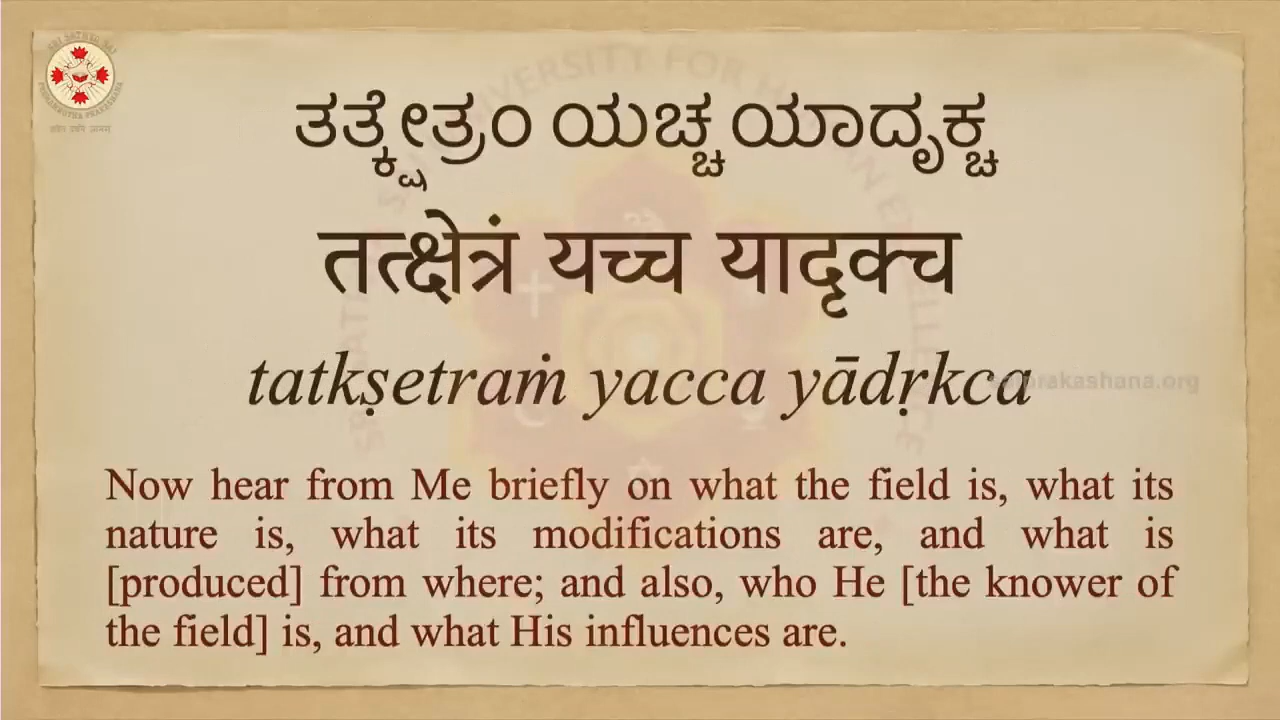 ತತ್ಕ್ಷೇತ್ರಂ ಯಚ್ಚ ಯಾದೃಕ್ಚ
तत्क्षेत्रं यच्च यादृक्च
tatkṣetraṁ yacca yādṛkca
satprakashana.org
Now hear from Me briefly on what the field is, what its
nature is, what its modifications are, and what is
[produced] from where; and also, who He [the knower of
the field] is, and what His influences are.